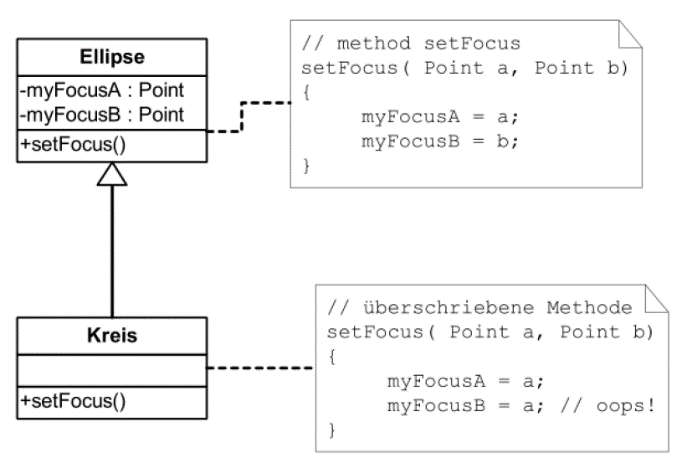 Ellipse
-myFocusA : Point
-myFocusB : Point
+setFocus()
// method setFocus
setFocus( Point a, Point b)
{
myFocusA = a;
myFocusB = b;
}
Kreis
+setFocus()
// überschriebene Methode
setFocus( Point a, Point b)
{
myFocusA = a;
myFocusB = a; // oops!
}